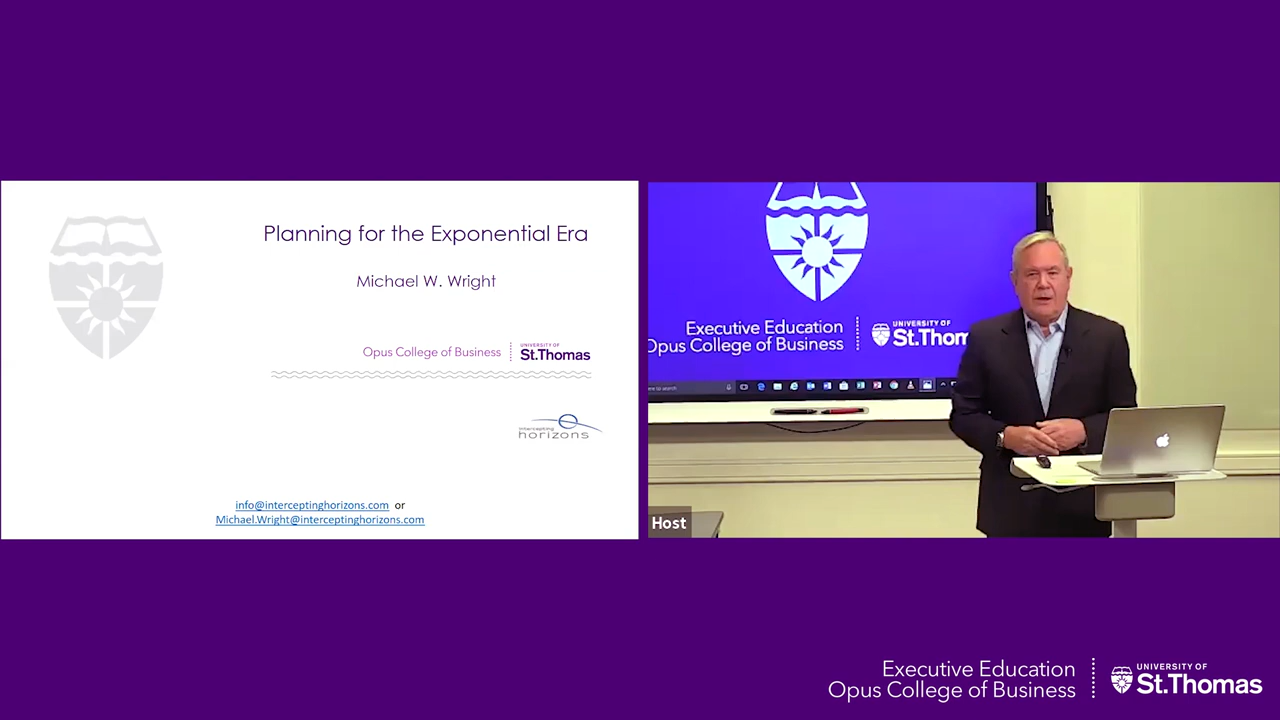 Planning for the Exponential Era
Michael W. Wright
Opus College of Business
UNIVERSITY OF
St.Thomas
intercepting
horizons
info@interceptinghorizons.com or
Michael.Wright@interceptinghorizons.com
Executive Education
Opus College of Business
UNIVERSITY OF
St.Thom
Host
Executive Education
Opus College of Business
UNIVERSITY OF
St.Thomas